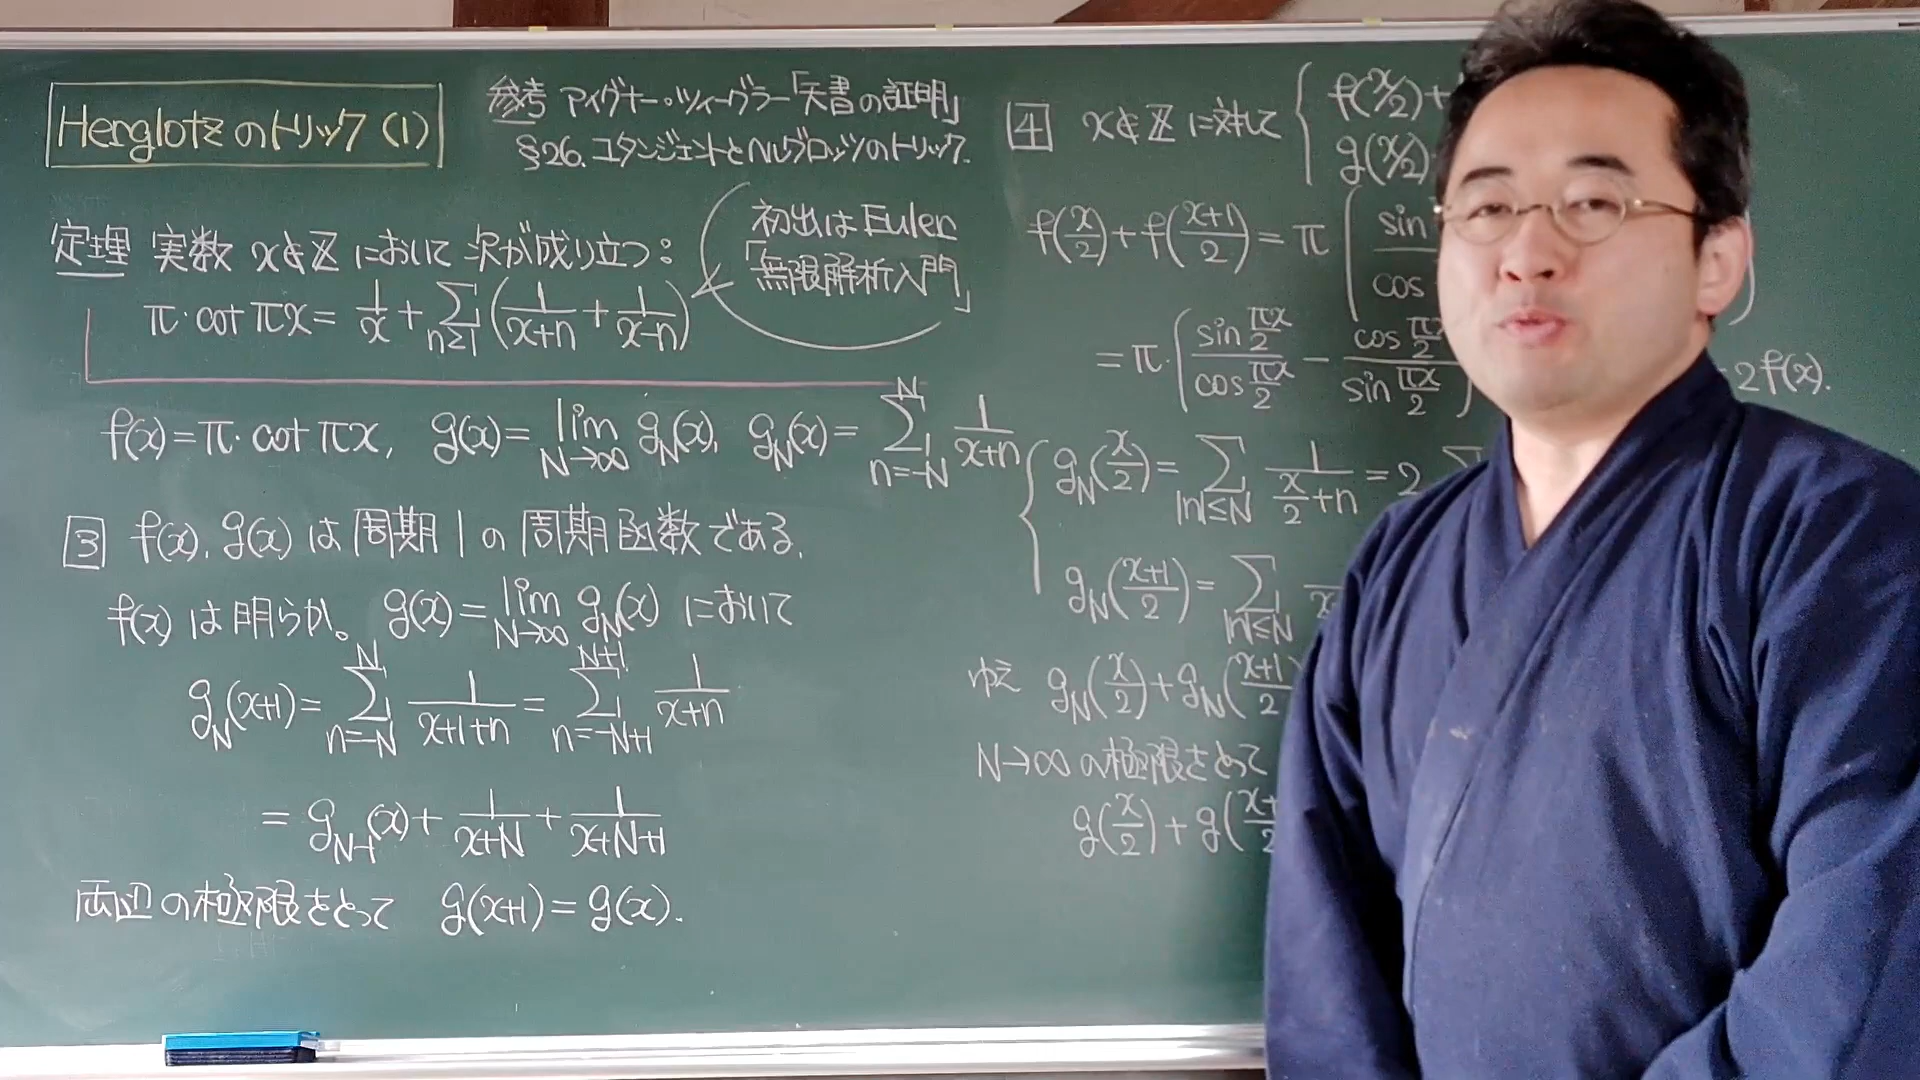 Herglotzのトリック(1)
参考 アイグナー・ツィーグラー「天書の証明」
§26. コタンジェントとヘルグロッツのトリック.
定理 実数 x∉ℤ において次が成り立つ:
π・cot πx = 1/x + Σ_{n≥1} (1/(x+n) + 1/(x-n))
初出は Euler
「無限解析入門」
f(x)=π・cot πx, g(x)= lim_{N→∞} g_N(x), g_N(x)= Σ_{n=-N}^{N} 1/(x+n)
3 f(x), g(x) は周期1の周期函数である.
f(x) は明らか。 g(x)= lim_{N→∞} g_N(x) において
g_N(x+1)= Σ_{n=-N}^{N} 1/(x+1+n) = Σ_{n=-N+1}^{N+1} 1/(x+n)
= g_{N-1}(x)+ 1/(x+N) + 1/(x+N+1)
両辺の極限をとって g(x+1)=g(x).
4 x∉ℤ に対して { f(x/2)+
g(x/2)
f(x/2)+f((x+1)/2)=π( sin
cos
=π・( sin πx/2 / cos πx/2 - cos πx/2 / sin πx/2 ) 2f(x).
{ g_N(x/2)= Σ_{|n|≤N} 1/(x/2+n) = 2 Σ
g_N((x+1)/2)= Σ_{|n|≤N}
ゆえ g_N(x/2)+g_N((x+1)/2
N→∞の極限をとって
g(x/2)+g(